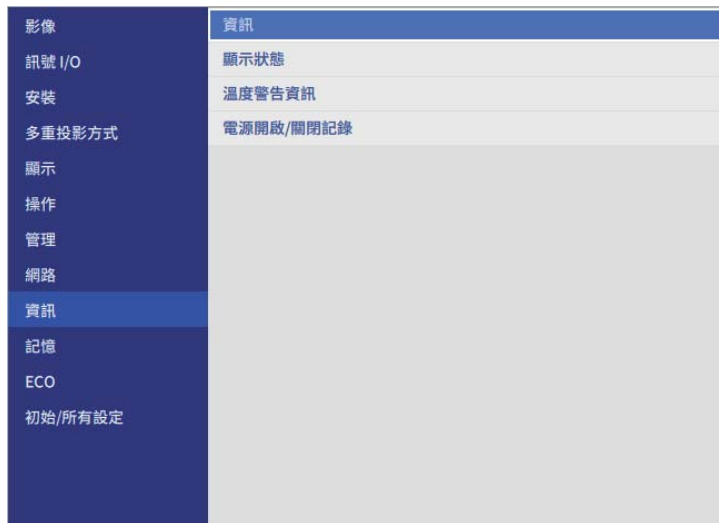 影像
訊號 I/O
安裝
多重投影方式
顯示
操作
管理
網路
資訊
記憶
ECO
初始/所有設定
資訊
顯示狀態
溫度警告資訊
電源開啟/關閉記錄